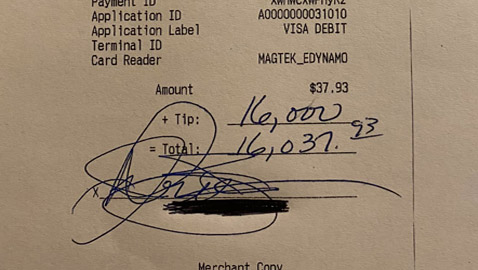 Payment ID
Application ID A0000000031010
Application Label VISA DEBIT
Terminal ID
Card Reader MAGTEK_EDYNAMO
Amount $37.93
+ Tip: 16,000
= Total: 16,037.93
x
Merchant Copy